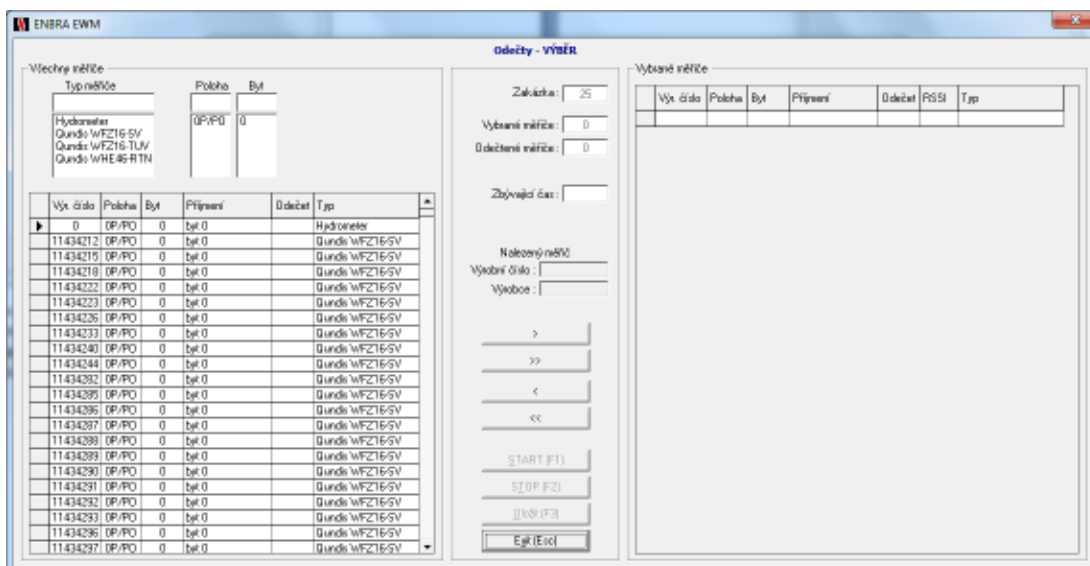 ENBRA EWM
Odečty - VÝBĚR
Všechny měřiče
Typ měřiče Poloha Byt
Hydrometer 0P/P0 0
Qundis WFZ16-SV
Qundis WFZ16-TUV
Qundis WHE46-RTN
Výr. číslo Poloha Byt Příjmení Odečet Typ
0 0P/P0 0 byt 0 Hydrometer
11434212 0P/P0 0 byt 0 Qundis WFZ16-SV
11434215 0P/P0 0 byt 0 Qundis WFZ16-SV
11434218 0P/P0 0 byt 0 Qundis WFZ16-SV
11434222 0P/P0 0 byt 0 Qundis WFZ16-SV
11434223 0P/P0 0 byt 0 Qundis WFZ16-SV
11434226 0P/P0 0 byt 0 Qundis WFZ16-SV
11434233 0P/P0 0 byt 0 Qundis WFZ16-SV
11434240 0P/P0 0 byt 0 Qundis WFZ16-SV
11434244 0P/P0 0 byt 0 Qundis WFZ16-SV
11434282 0P/P0 0 byt 0 Qundis WFZ16-SV
11434285 0P/P0 0 byt 0 Qundis WFZ16-SV
11434286 0P/P0 0 byt 0 Qundis WFZ16-SV
11434287 0P/P0 0 byt 0 Qundis WFZ16-SV
11434288 0P/P0 0 byt 0 Qundis WFZ16-SV
11434289 0P/P0 0 byt 0 Qundis WFZ16-SV
11434290 0P/P0 0 byt 0 Qundis WFZ16-SV
11434291 0P/P0 0 byt 0 Qundis WFZ16-SV
11434292 0P/P0 0 byt 0 Qundis WFZ16-SV
11434293 0P/P0 0 byt 0 Qundis WFZ16-SV
11434296 0P/P0 0 byt 0 Qundis WFZ16-SV
11434297 0P/P0 0 byt 0 Qundis WFZ16-SV
Zakázka : 25
Vybrané měřiče : 0
Odečtené měřiče : 0
Zbývající čas :
Nalezený měřič
Výrobní číslo :
Výrobce :
>
>>
<
<<
START (F1)
STOP (F2)
Uložit (F3)
Exit (Esc)
Vybrané měřiče
Výr. číslo Poloha Byt Příjmení Odečet RSSI Typ